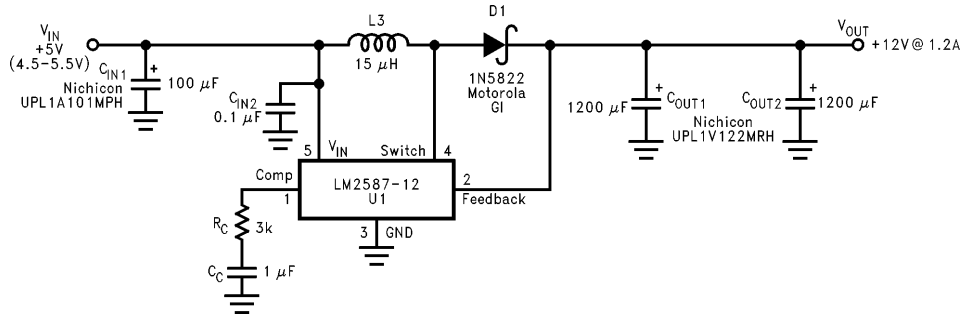 L3
D1
V_IN
+5V
(4.5-5.5V)
V_OUT
+12V@ 1.2A
C_IN1 +
Nichicon
UPL1A101MPH
100 μF
15 μH
1N5822
Motorola
GI
C_IN2
0.1 μF
1200 μF
+
C_OUT1
C_OUT2
+
1200 μF
Nichicon
UPL1V122MRH
5
V_IN
Switch
4
Comp
1
LM2587-12
U1
2
Feedback
R_C
3k
3
GND
C_C
1 μF